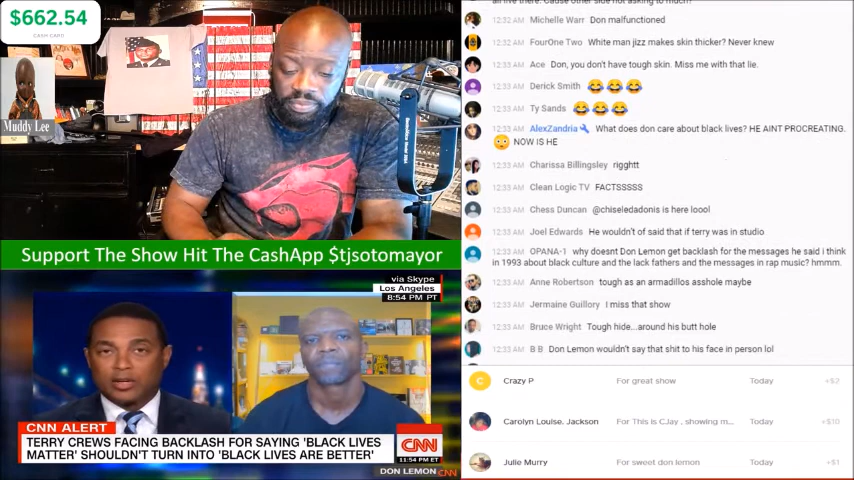 $662.54
CASH CARD
Muddy Lee
Support The Show Hit The CashApp $tjsotomayor
via Skype
Los Angeles
8:54 PM PT
CNN ALERT
TERRY CREWS FACING BACKLASH FOR SAYING 'BLACK LIVES
MATTER' SHOULDN'T TURN INTO 'BLACK LIVES ARE BETTER'
CNN
11:54 PM ET
DON LEMON CNN
12:32 AM Michelle Warr Don malfunctioned
12:32 AM FourOne Two White man jizz makes skin thicker? Never knew
12:33 AM Ace Don, you don't have tough skin. Miss me with that lie.
12:33 AM Derick Smith 😂😂😂
12:33 AM Ty Sands 😂😂😂
12:33 AM AlexZandria What does don care about black lives? HE AINT PROCREATING.
😳 NOW IS HE
12:33 AM Charissa Billingsley rigghtt
12:33 AM Clean Logic TV FACTSSSSS
12:33 AM Chess Duncan @chiseledadonis is here loool
12:33 AM Joel Edwards He wouldn't of said that if terry was in studio
12:33 AM OPANA-1 why doesnt Don Lemon get backlash for the messages he said i think
in 1993 about black culture and the lack fathers and the messages in rap music? hmmm.
12:33 AM Anne Robertson tough as an armadillos asshole maybe
12:33 AM Jermaine Guillory I miss that show
12:33 AM Bruce Wright Tough hide...around his butt hole
12:33 AM B B Don Lemon wouldn't say that shit to his face in person lol
C Crazy P For great show Today +$2
Carolyn Louise. Jackson For This is CJay , showing m... Today +$10
Julie Murry For sweet don lemon Today +$1